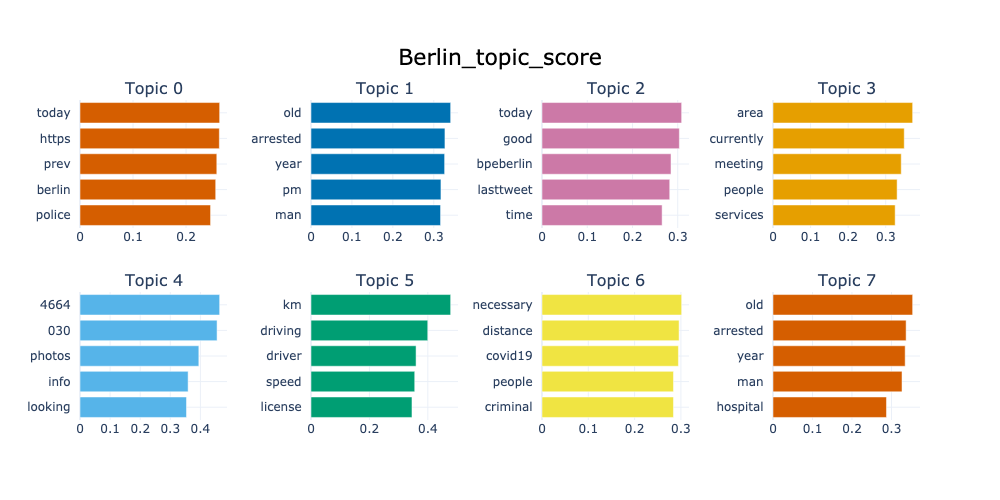 Berlin_topic_score
Topic 0
today
https
prev
berlin
police
0 0.1 0.2
Topic 1
old
arrested
year
pm
man
0 0.1 0.2 0.3
Topic 2
today
good
bpeberlin
lasttweet
time
0 0.1 0.2 0.3
Topic 3
area
currently
meeting
people
services
0 0.1 0.2 0.3
Topic 4
4664
030
photos
info
looking
0 0.1 0.2 0.3 0.4
Topic 5
km
driving
driver
speed
license
0 0.2 0.4
Topic 6
necessary
distance
covid19
people
criminal
0 0.1 0.2 0.3
Topic 7
old
arrested
year
man
hospital
0 0.1 0.2 0.3